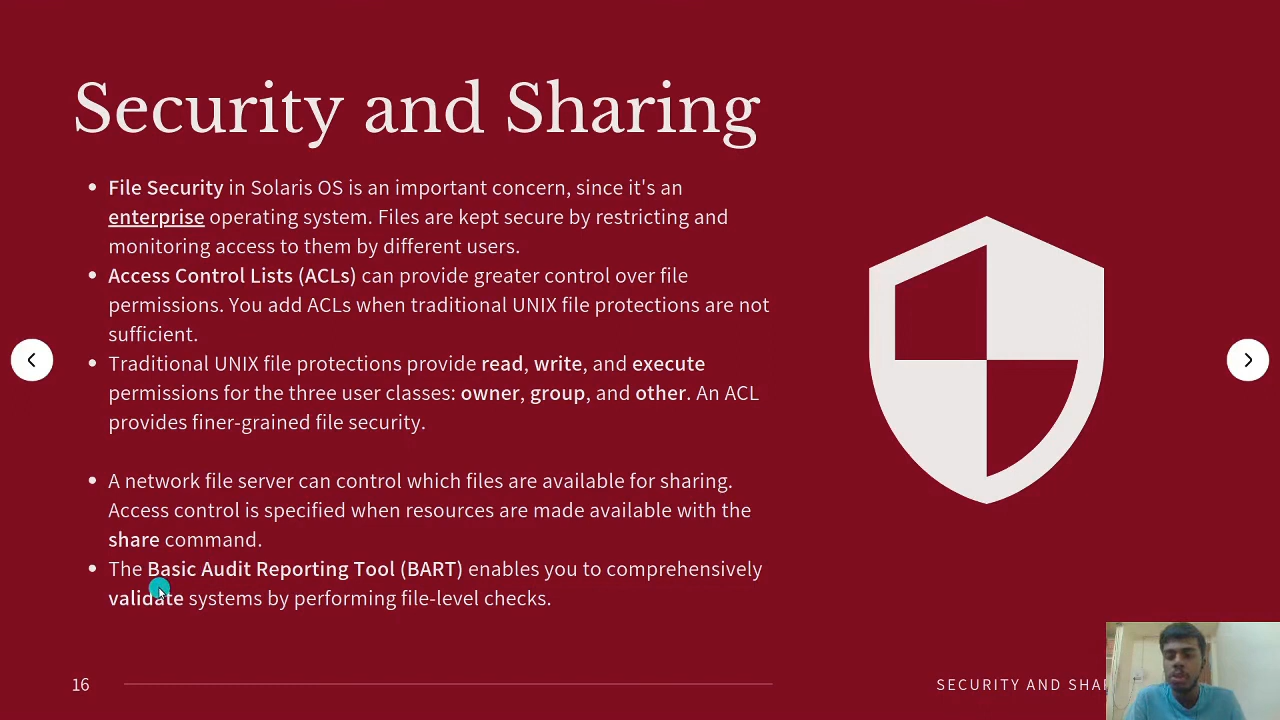 Security and Sharing
• File Security in Solaris OS is an important concern, since it's an
enterprise operating system. Files are kept secure by restricting and
monitoring access to them by different users.
• Access Control Lists (ACLs) can provide greater control over file
permissions. You add ACLs when traditional UNIX file protections are not
sufficient.
• Traditional UNIX file protections provide read, write, and execute
permissions for the three user classes: owner, group, and other. An ACL
provides finer-grained file security.
• A network file server can control which files are available for sharing.
Access control is specified when resources are made available with the
share command.
• The Basic Audit Reporting Tool (BART) enables you to comprehensively
validate systems by performing file-level checks.
16
SECURITY AND